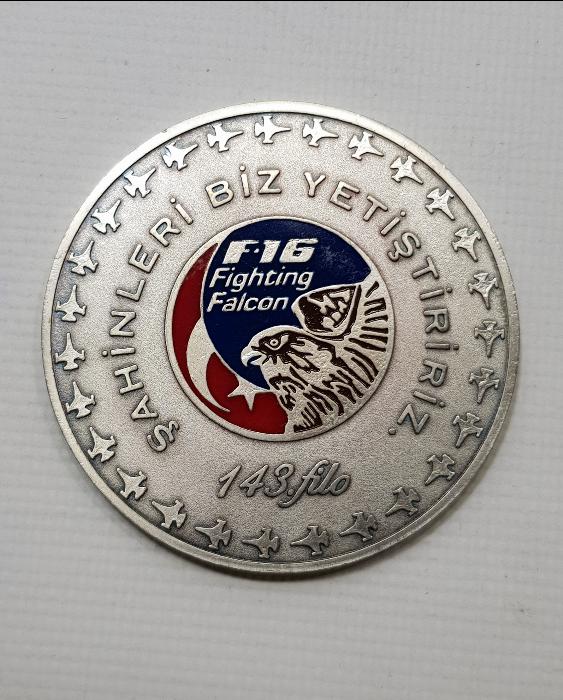 ŞAHİNLERİ BİZ YETİŞTİRİRİZ.
F-16
Fighting
Falcon
143.filo